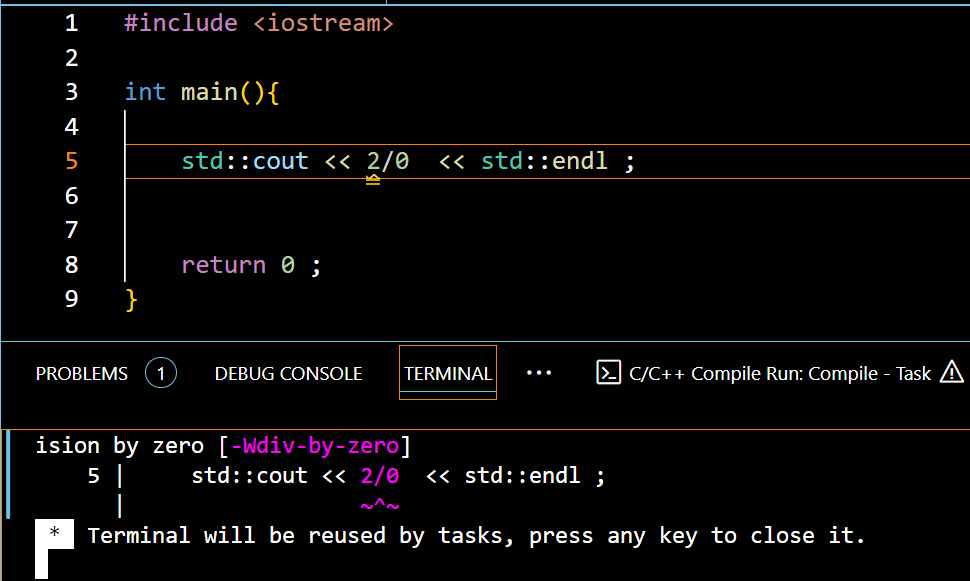 1 #include <iostream>
2
3 int main(){
4
5 std::cout << 2/0  << std::endl ;
6
7
8 return 0 ;
9 }
PROBLEMS 1 DEBUG CONSOLE TERMINAL ··· C/C++ Compile Run: Compile - Task
ision by zero [-Wdiv-by-zero]
5 |     std::cout << 2/0  << std::endl ;
  |                  ~^~
* Terminal will be reused by tasks, press any key to close it.